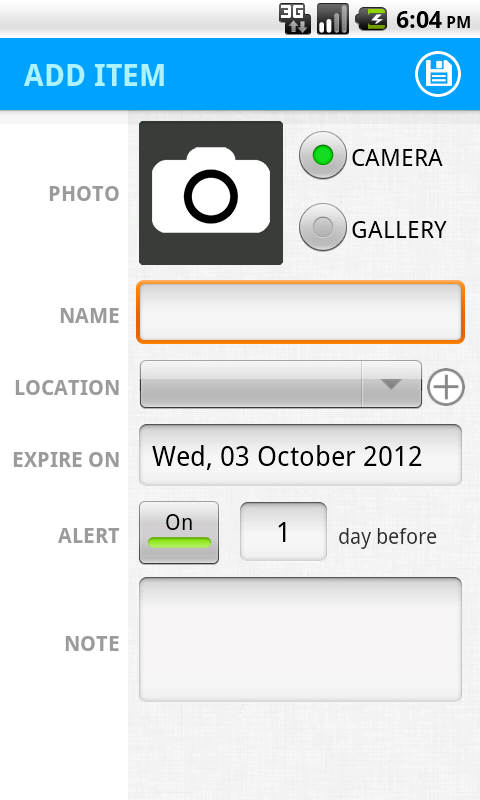 3G 6:04 PM
ADD ITEM
PHOTO
CAMERA
GALLERY
NAME
LOCATION
EXPIRE ON Wed, 03 October 2012
ALERT On 1 day before
NOTE